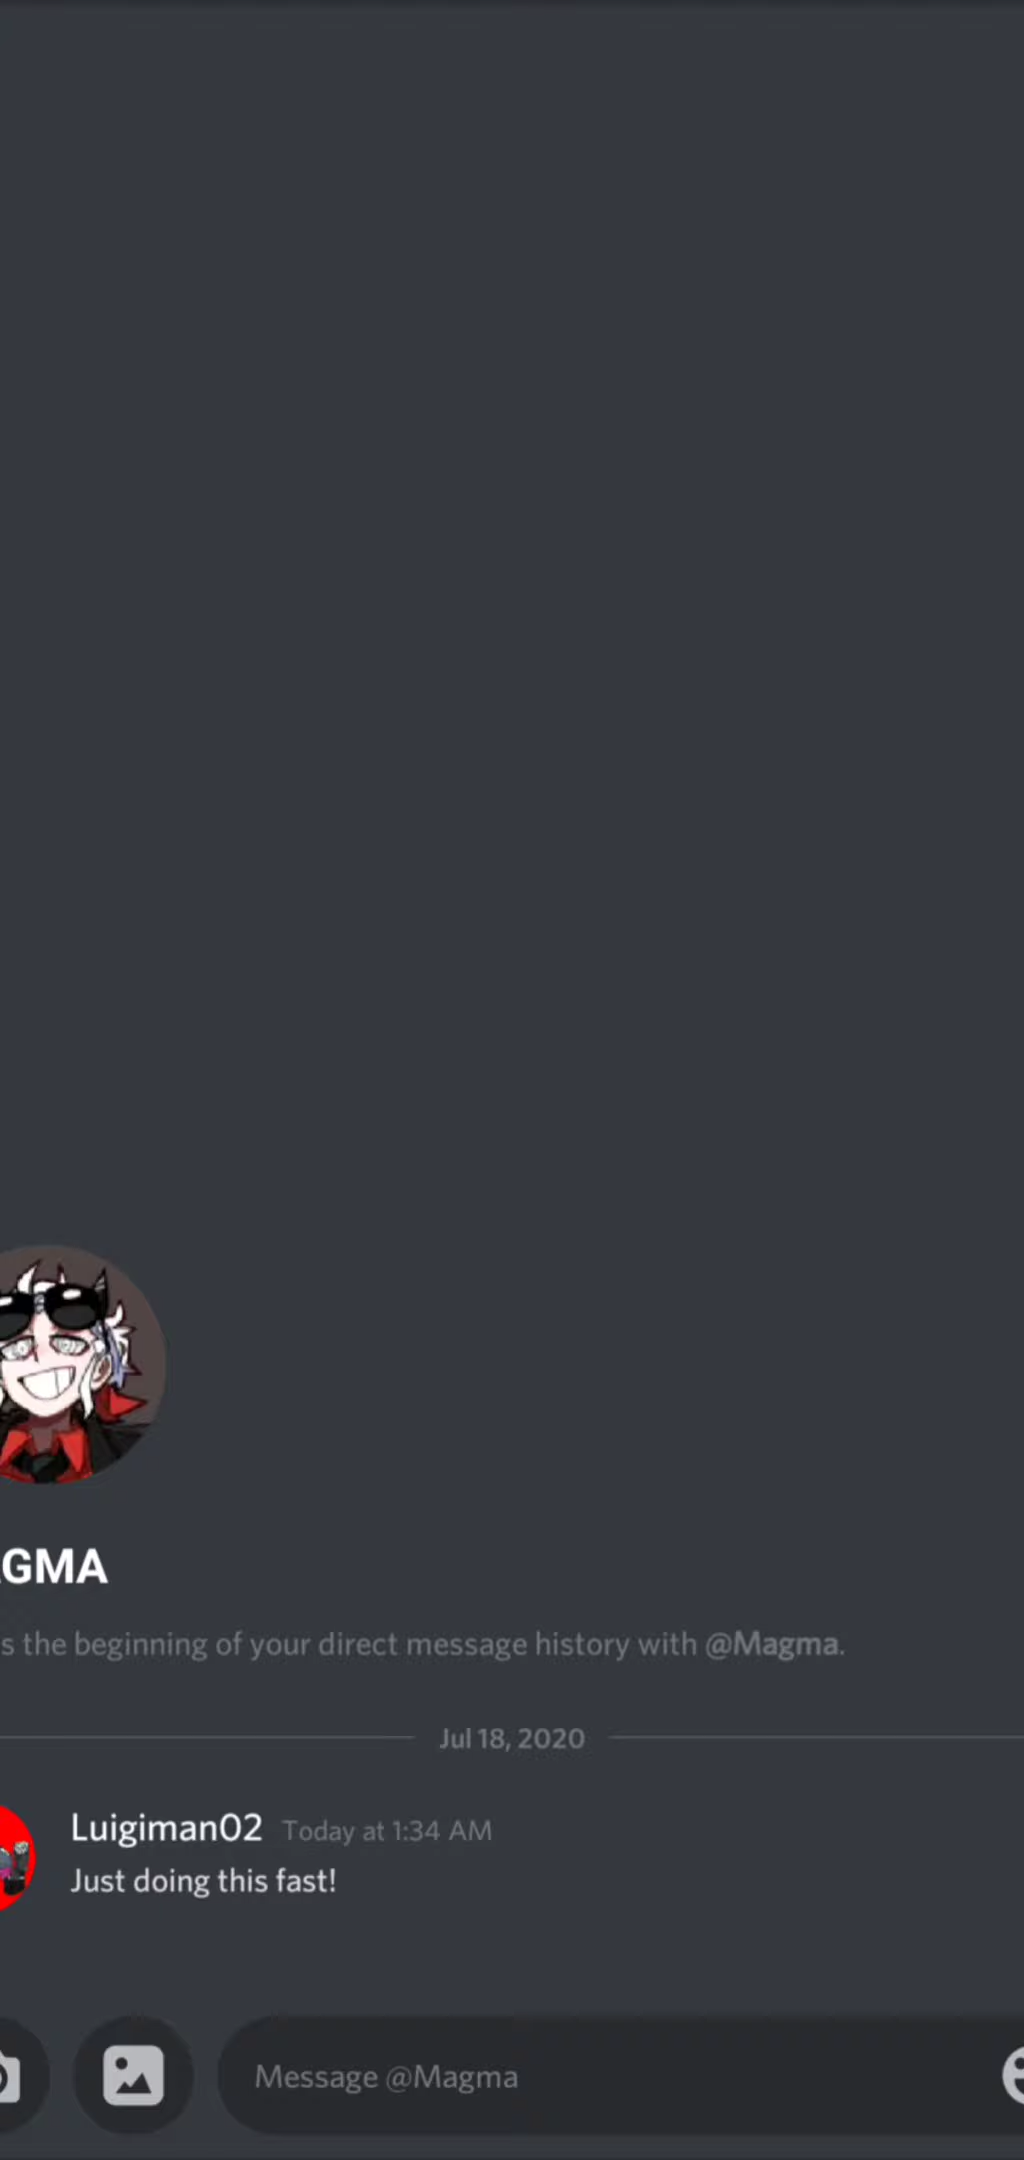 GMA
s the beginning of your direct message history with @Magma.
Jul 18, 2020
Luigiman02 Today at 1:34 AM
Just doing this fast!
Message @Magma